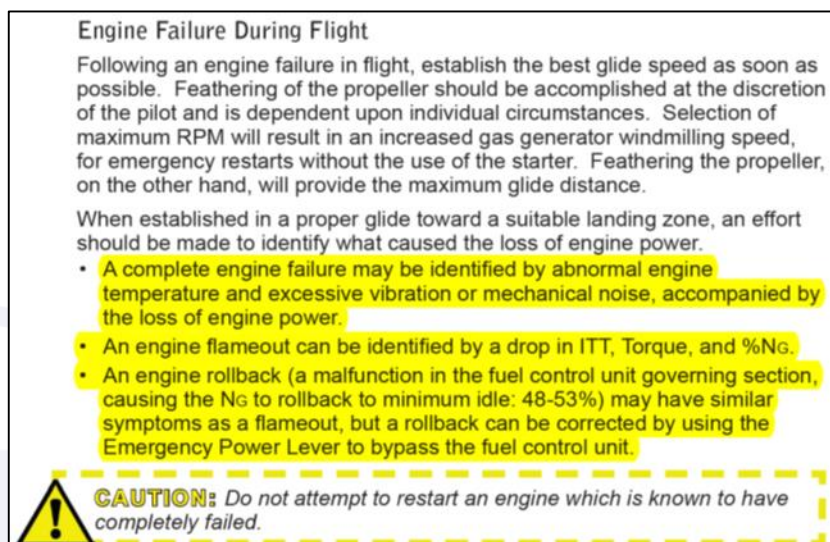 Engine Failure During Flight
Following an engine failure in flight, establish the best glide speed as soon as
possible. Feathering of the propeller should be accomplished at the discretion
of the pilot and is dependent upon individual circumstances. Selection of
maximum RPM will result in an increased gas generator windmilling speed,
for emergency restarts without the use of the starter. Feathering the propeller,
on the other hand, will provide the maximum glide distance.
When established in a proper glide toward a suitable landing zone, an effort
should be made to identify what caused the loss of engine power.
• A complete engine failure may be identified by abnormal engine
temperature and excessive vibration or mechanical noise, accompanied by
the loss of engine power.
• An engine flameout can be identified by a drop in ITT, Torque, and %NG.
• An engine rollback (a malfunction in the fuel control unit governing section,
causing the NG to rollback to minimum idle: 48-53%) may have similar
symptoms as a flameout, but a rollback can be corrected by using the
Emergency Power Lever to bypass the fuel control unit.
CAUTION: Do not attempt to restart an engine which is known to have
completely failed.